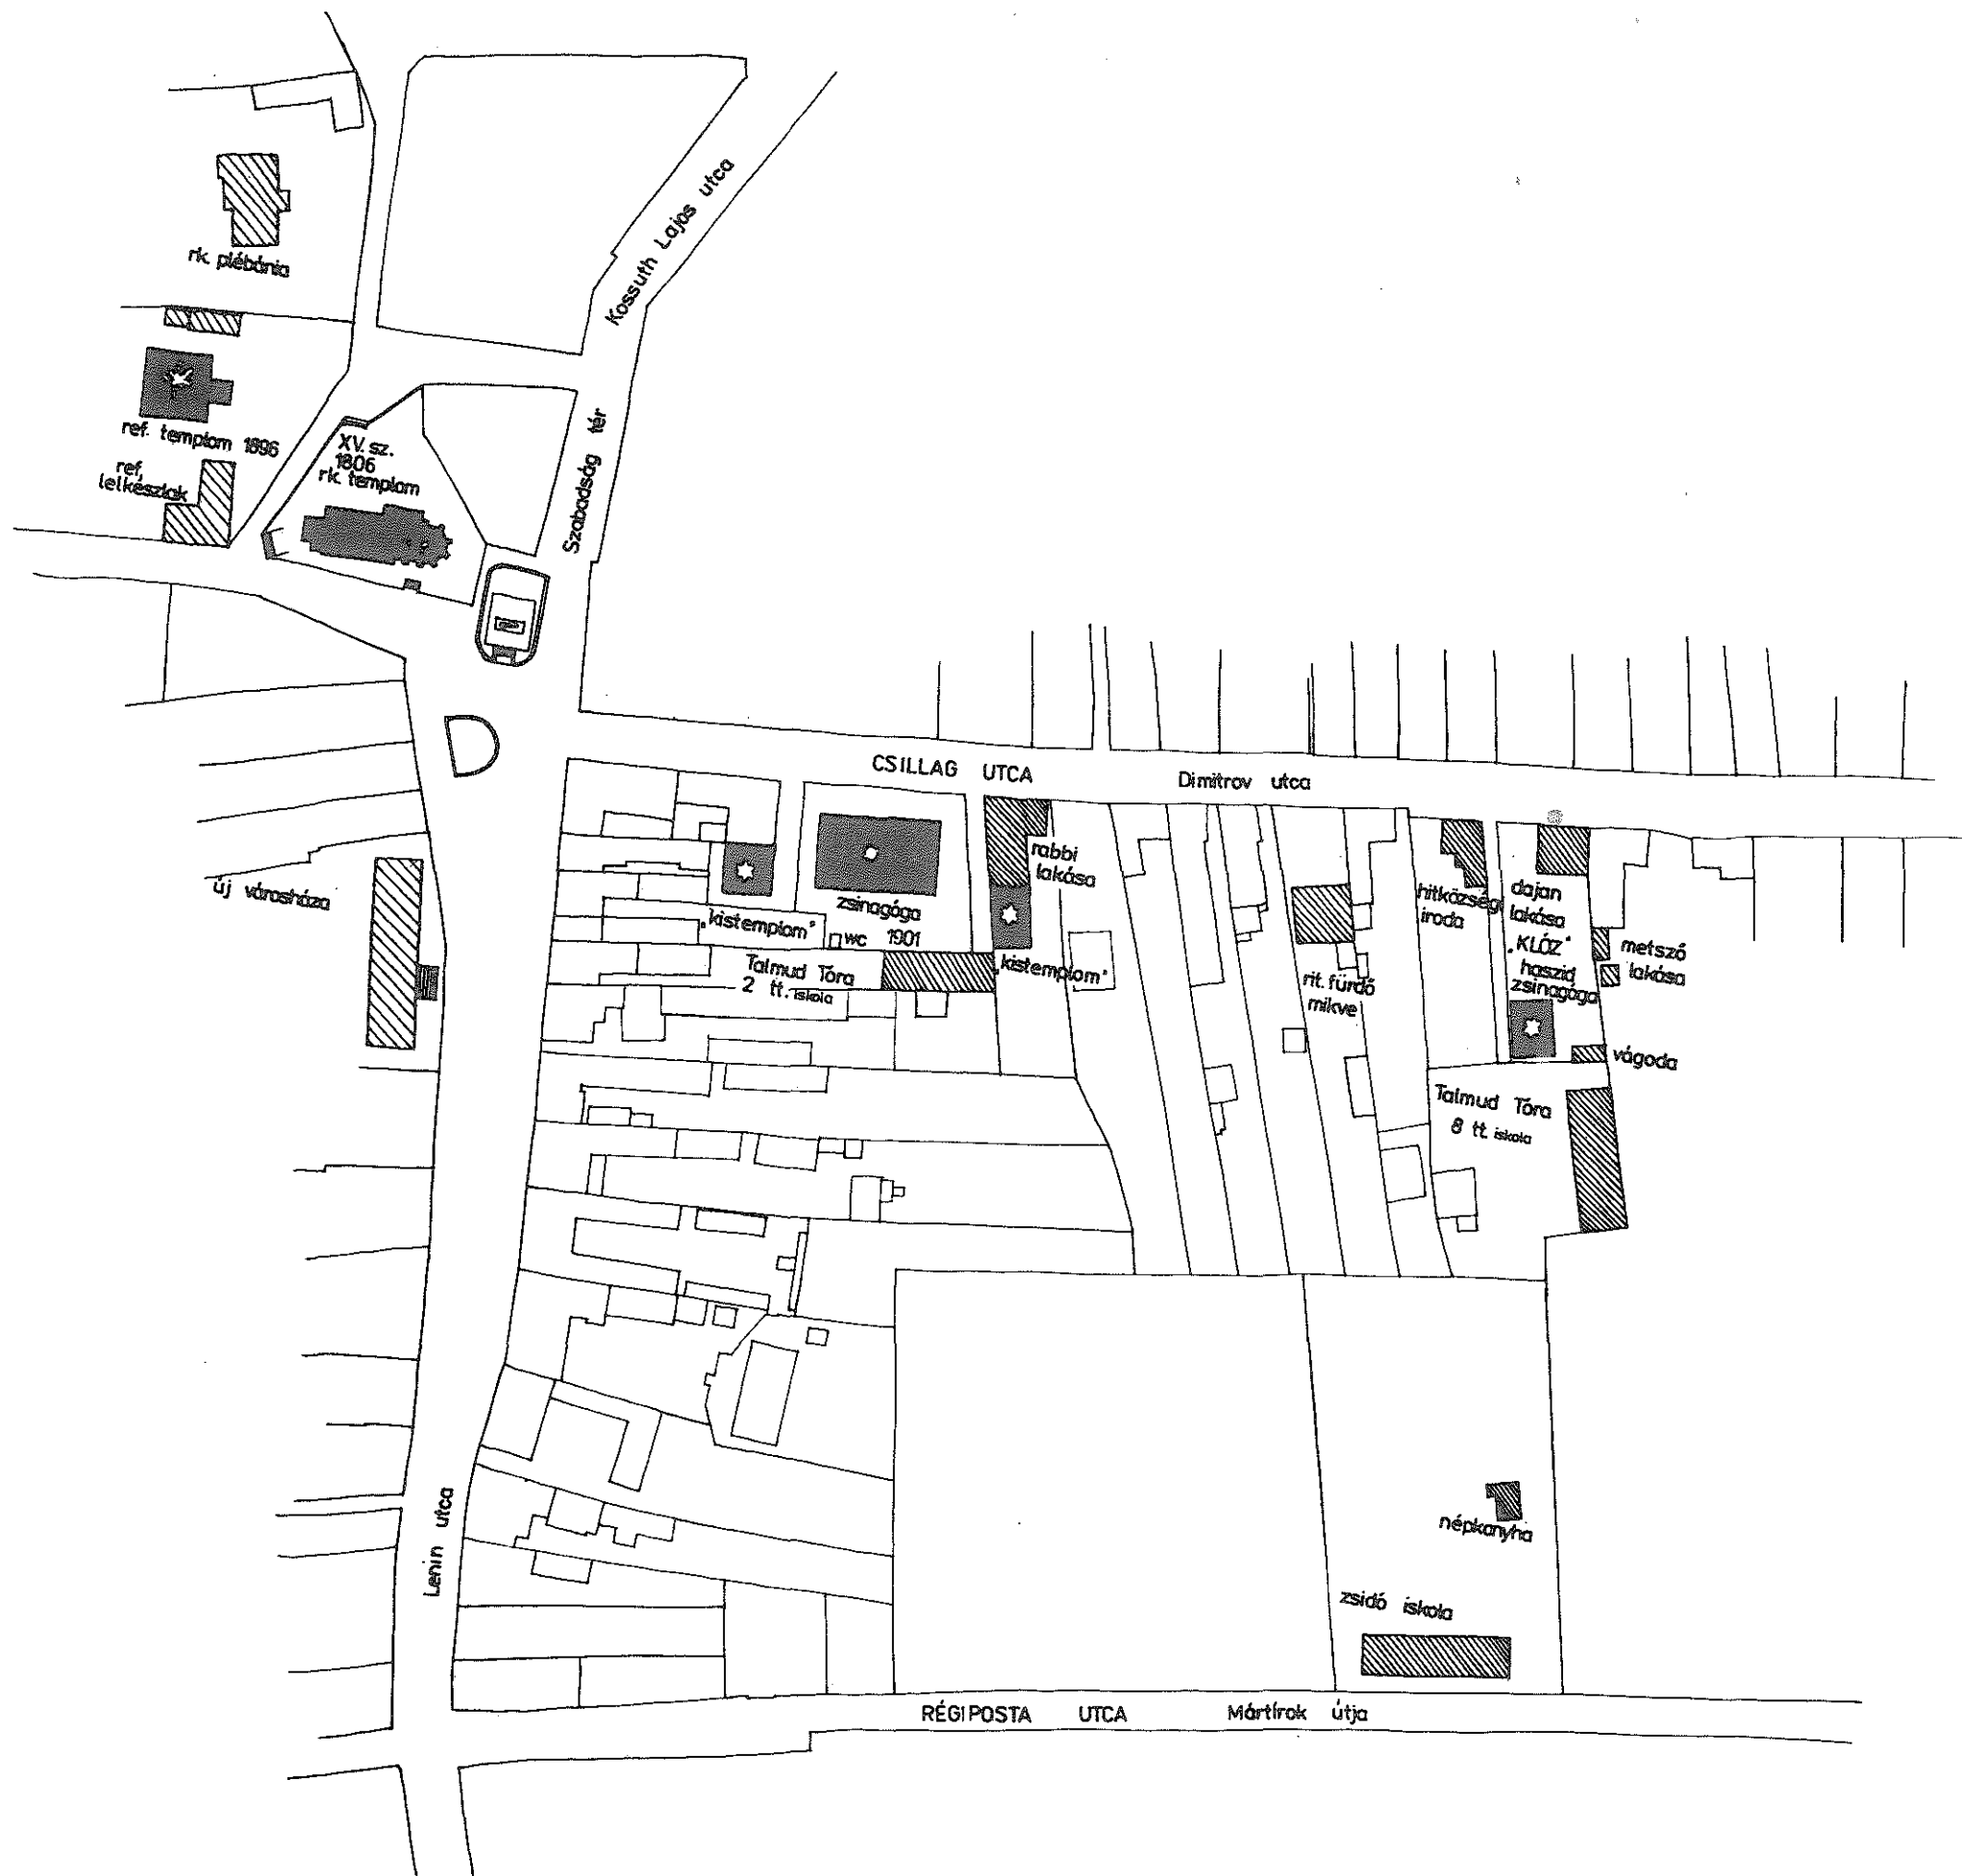 Kossuth Lajos utca
rk. plébánia
ref. templom 1896
ref.
lelkészlak
XV. sz.
1806
rk. templom
Szabadság tér
CSILLAG UTCA
Dimitrov utca
új városháza
"kistemplom"
zsinagóga
wc 1901
rabbi
lakása
"kistemplom"
Talmud Tóra
2 tt. iskola
rit. fürdő
mikve
hitközség
iroda
dajan
lakása
"KLÓZ"
haszid
zsinagóga
metsző
lakása
vágoda
Talmud Tóra
8 tt. iskola
Lenin utca
népkonyha
zsidó iskola
RÉGIPOSTA UTCA
Mártírok útja